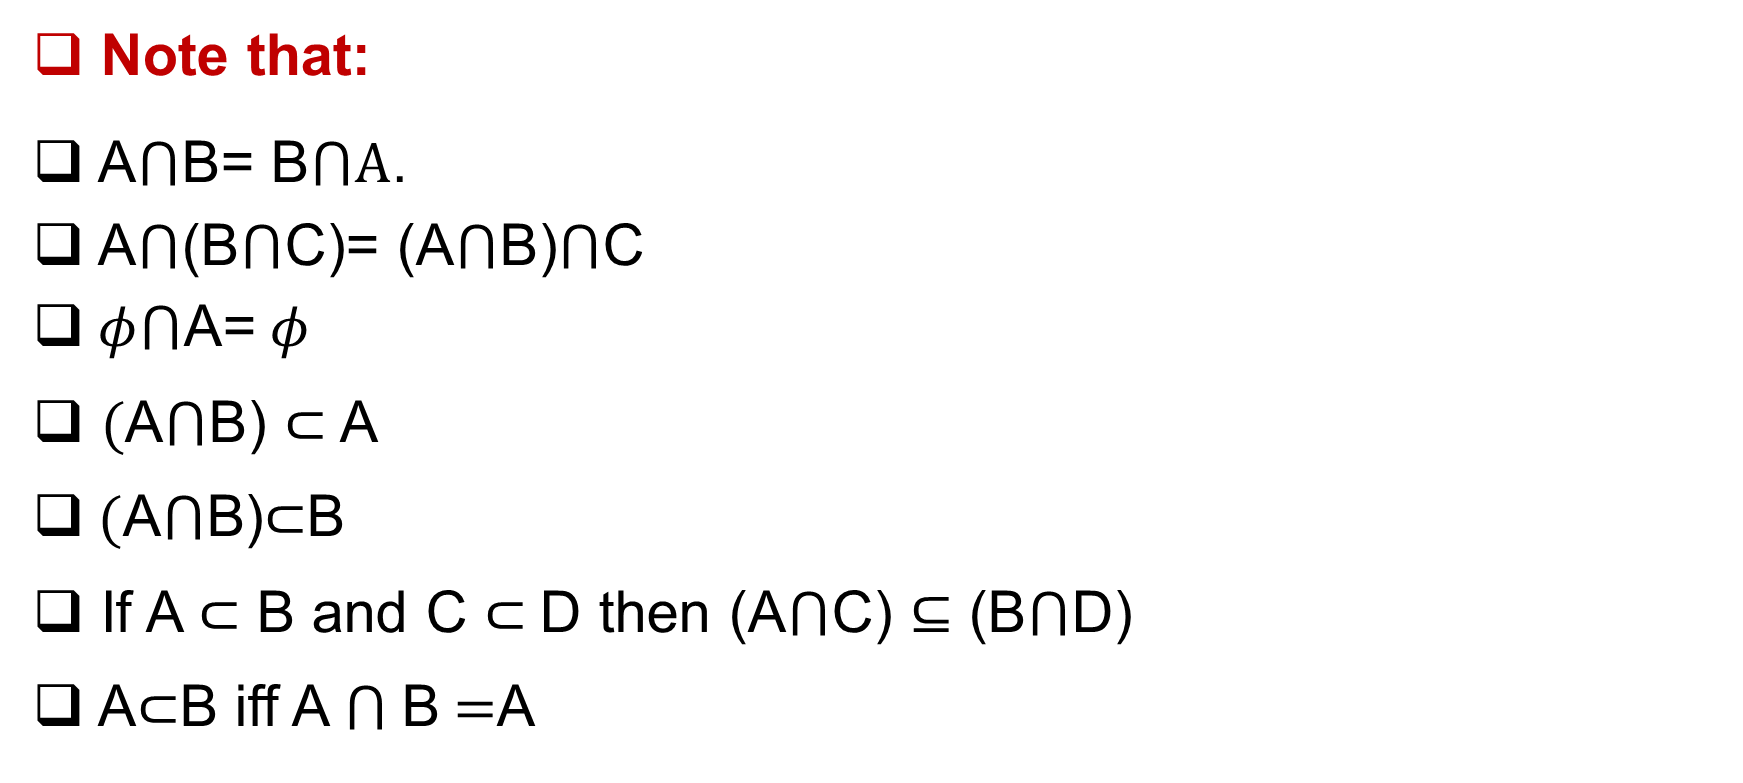 ❑ Note that:
❑ A∩B= B∩A.
❑ A∩(B∩C)= (A∩B)∩C
❑ ϕ∩A= ϕ
❑ (A∩B) ⊂ A
❑ (A∩B)⊂B
❑ If A ⊂ B and C ⊂ D then (A∩C) ⊆ (B∩D)
❑ A⊂B iff A ∩ B =A